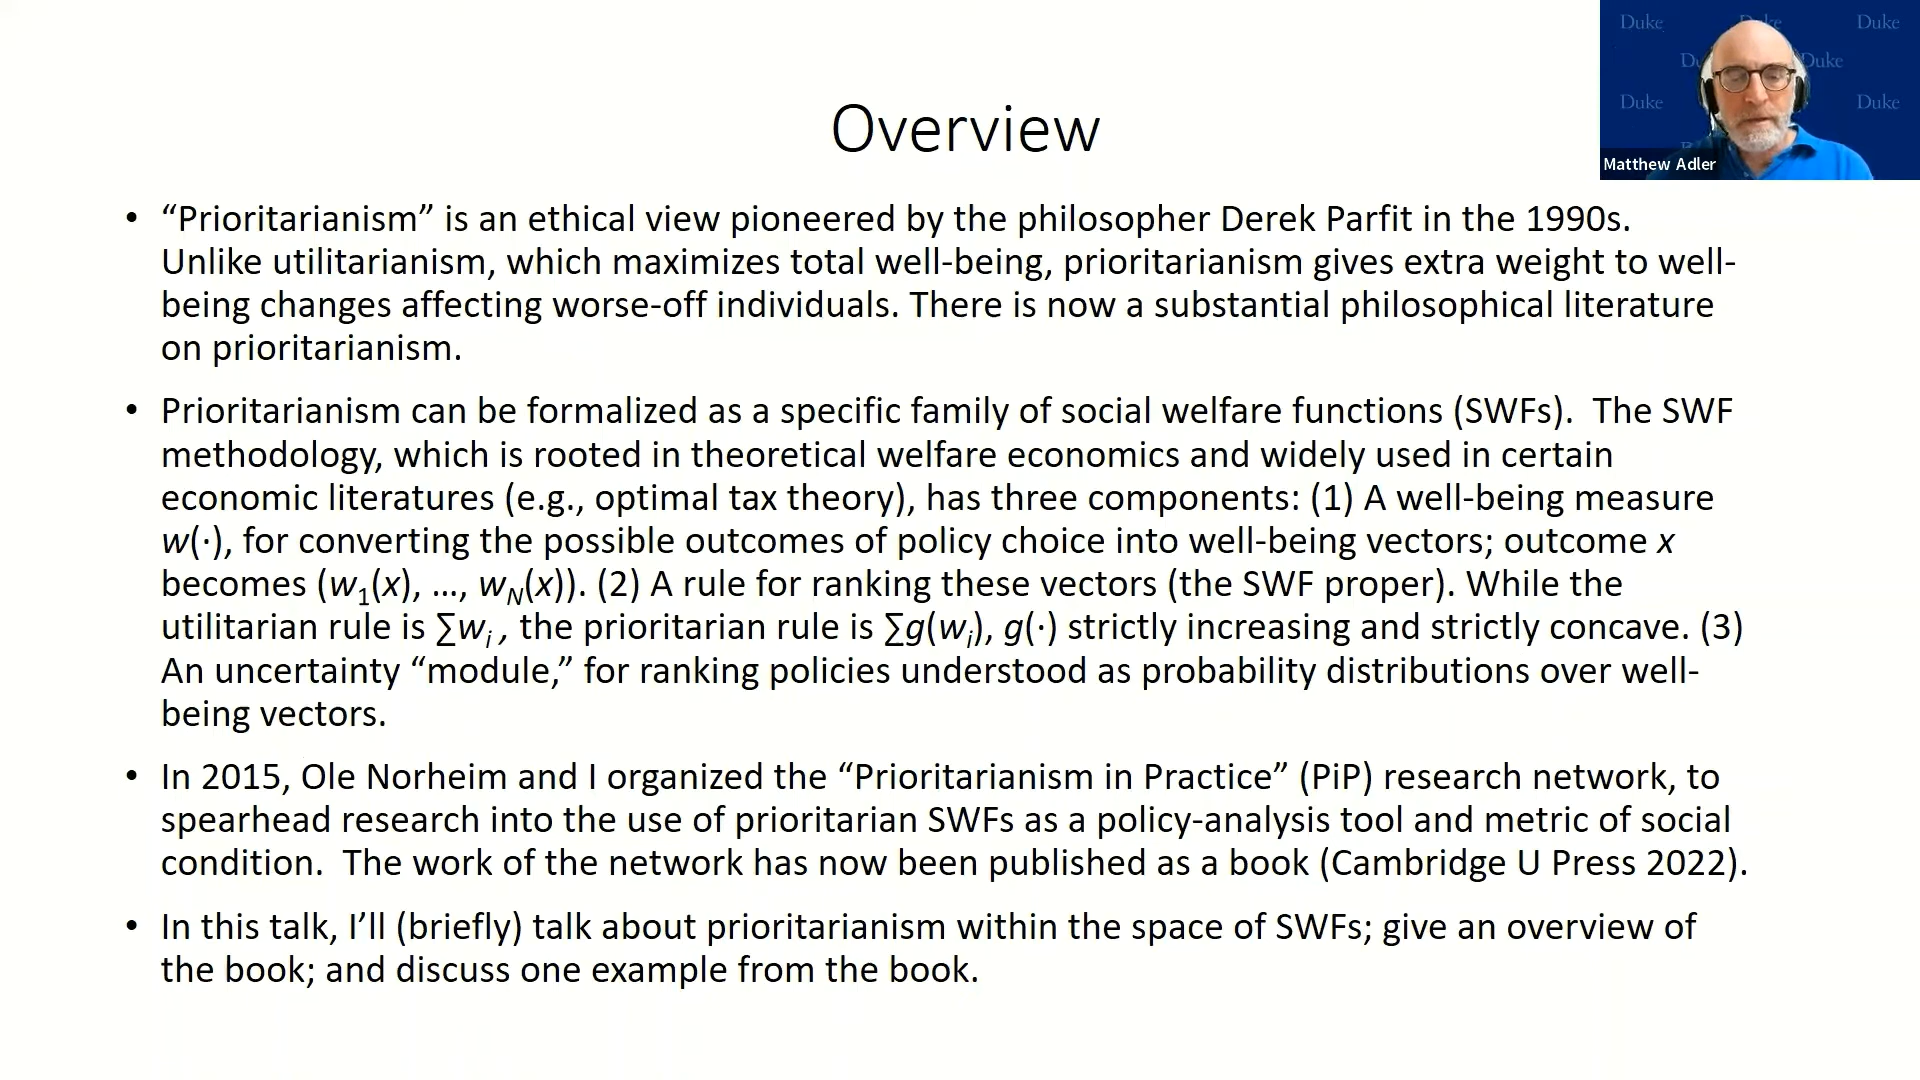 Duke
Duke
Duke
Duke
Duke
Duke
Matthew Adler
Overview
• “Prioritarianism” is an ethical view pioneered by the philosopher Derek Parfit in the 1990s.
Unlike utilitarianism, which maximizes total well-being, prioritarianism gives extra weight to well-
being changes affecting worse-off individuals. There is now a substantial philosophical literature
on prioritarianism.
• Prioritarianism can be formalized as a specific family of social welfare functions (SWFs).  The SWF
methodology, which is rooted in theoretical welfare economics and widely used in certain
economic literatures (e.g., optimal tax theory), has three components: (1) A well-being measure
w(·), for converting the possible outcomes of policy choice into well-being vectors; outcome x
becomes (w₁(x), …, w_N(x)). (2) A rule for ranking these vectors (the SWF proper). While the
utilitarian rule is ∑wᵢ , the prioritarian rule is ∑g(wᵢ), g(·) strictly increasing and strictly concave. (3)
An uncertainty “module,” for ranking policies understood as probability distributions over well-
being vectors.
• In 2015, Ole Norheim and I organized the “Prioritarianism in Practice” (PiP) research network, to
spearhead research into the use of prioritarian SWFs as a policy-analysis tool and metric of social
condition.  The work of the network has now been published as a book (Cambridge U Press 2022).
• In this talk, I’ll (briefly) talk about prioritarianism within the space of SWFs; give an overview of
the book; and discuss one example from the book.